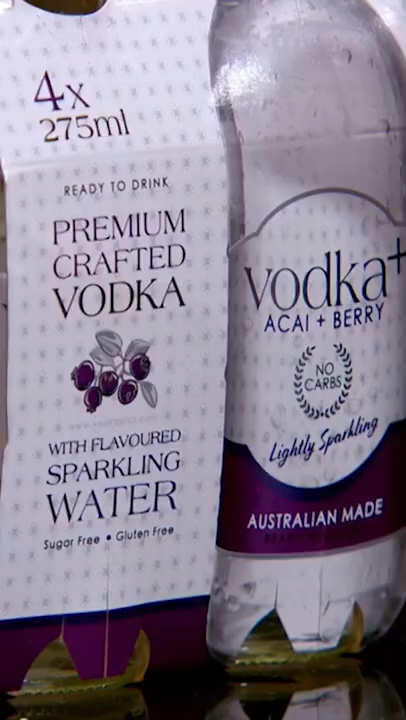 4x
275ml
READY TO DRINK
PREMIUM
CRAFTED
VODKA
WITH FLAVOURED
SPARKLING
WATER
Sugar Free • Gluten Free
vodka+
ACAI + BERRY
NO
CARBS
Lightly Sparkling
AUSTRALIAN MADE